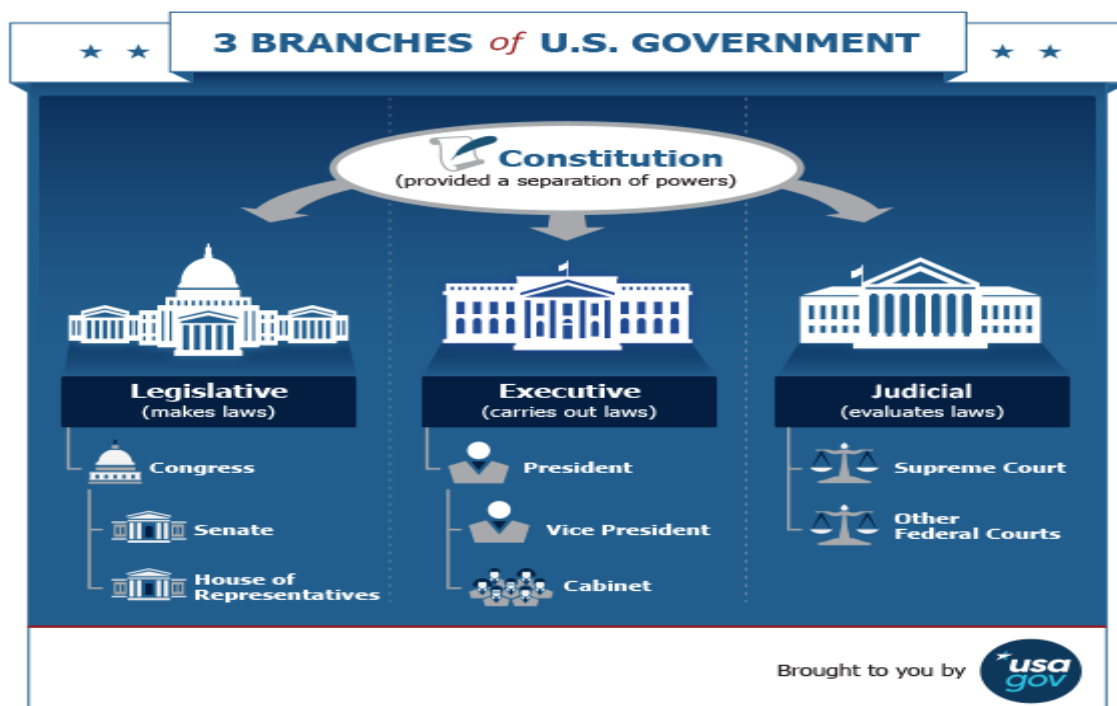 3 BRANCHES of U.S. GOVERNMENT
Constitution
(provided a separation of powers)
Legislative
(makes laws)
Congress
Senate
House of
Representatives
Executive
(carries out laws)
President
Vice President
Cabinet
Judicial
(evaluates laws)
Supreme Court
Other
Federal Courts
Brought to you by
usa
gov